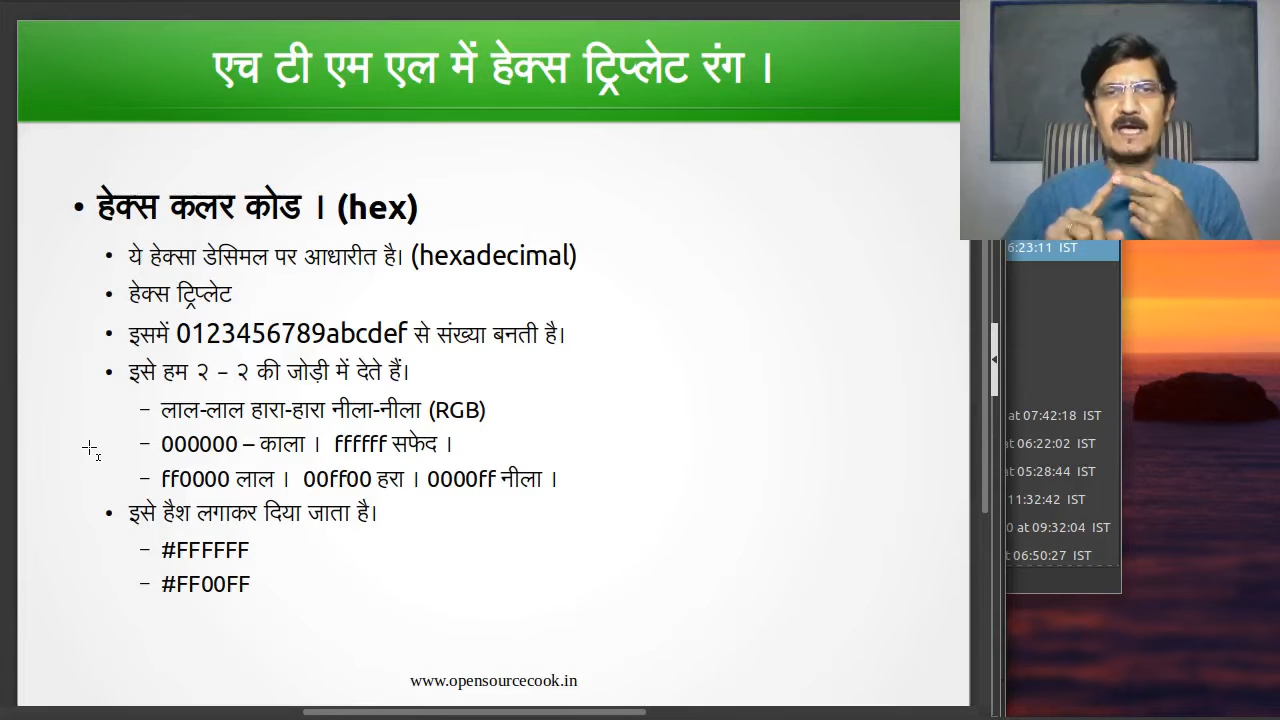 एच टी एम एल में हेक्स ट्रिप्लेट रंग ।
हेक्स कलर कोड । (hex)
ये हेक्सा डेसिमल पर आधारीत है। (hexadecimal)
हेक्स ट्रिप्लेट
इसमें 0123456789abcdef से संख्या बनती है।
इसे हम २ – २ की जोड़ी में देते हैं।
– लाल-लाल हारा-हारा नीला-नीला (RGB)
– 000000 – काला । ffffff सफेद ।
– ff0000 लाल । 00ff00 हरा । 0000ff नीला ।
इसे हैश लगाकर दिया जाता है।
– #FFFFFF
– #FF00FF
www.opensourcecook.in
6:23:11 IST
at 07:42:18 IST
at 06:22:02 IST
at 05:28:44 IST
11:32:42 IST
0 at 09:32:04 IST
at 06:50:27 IST